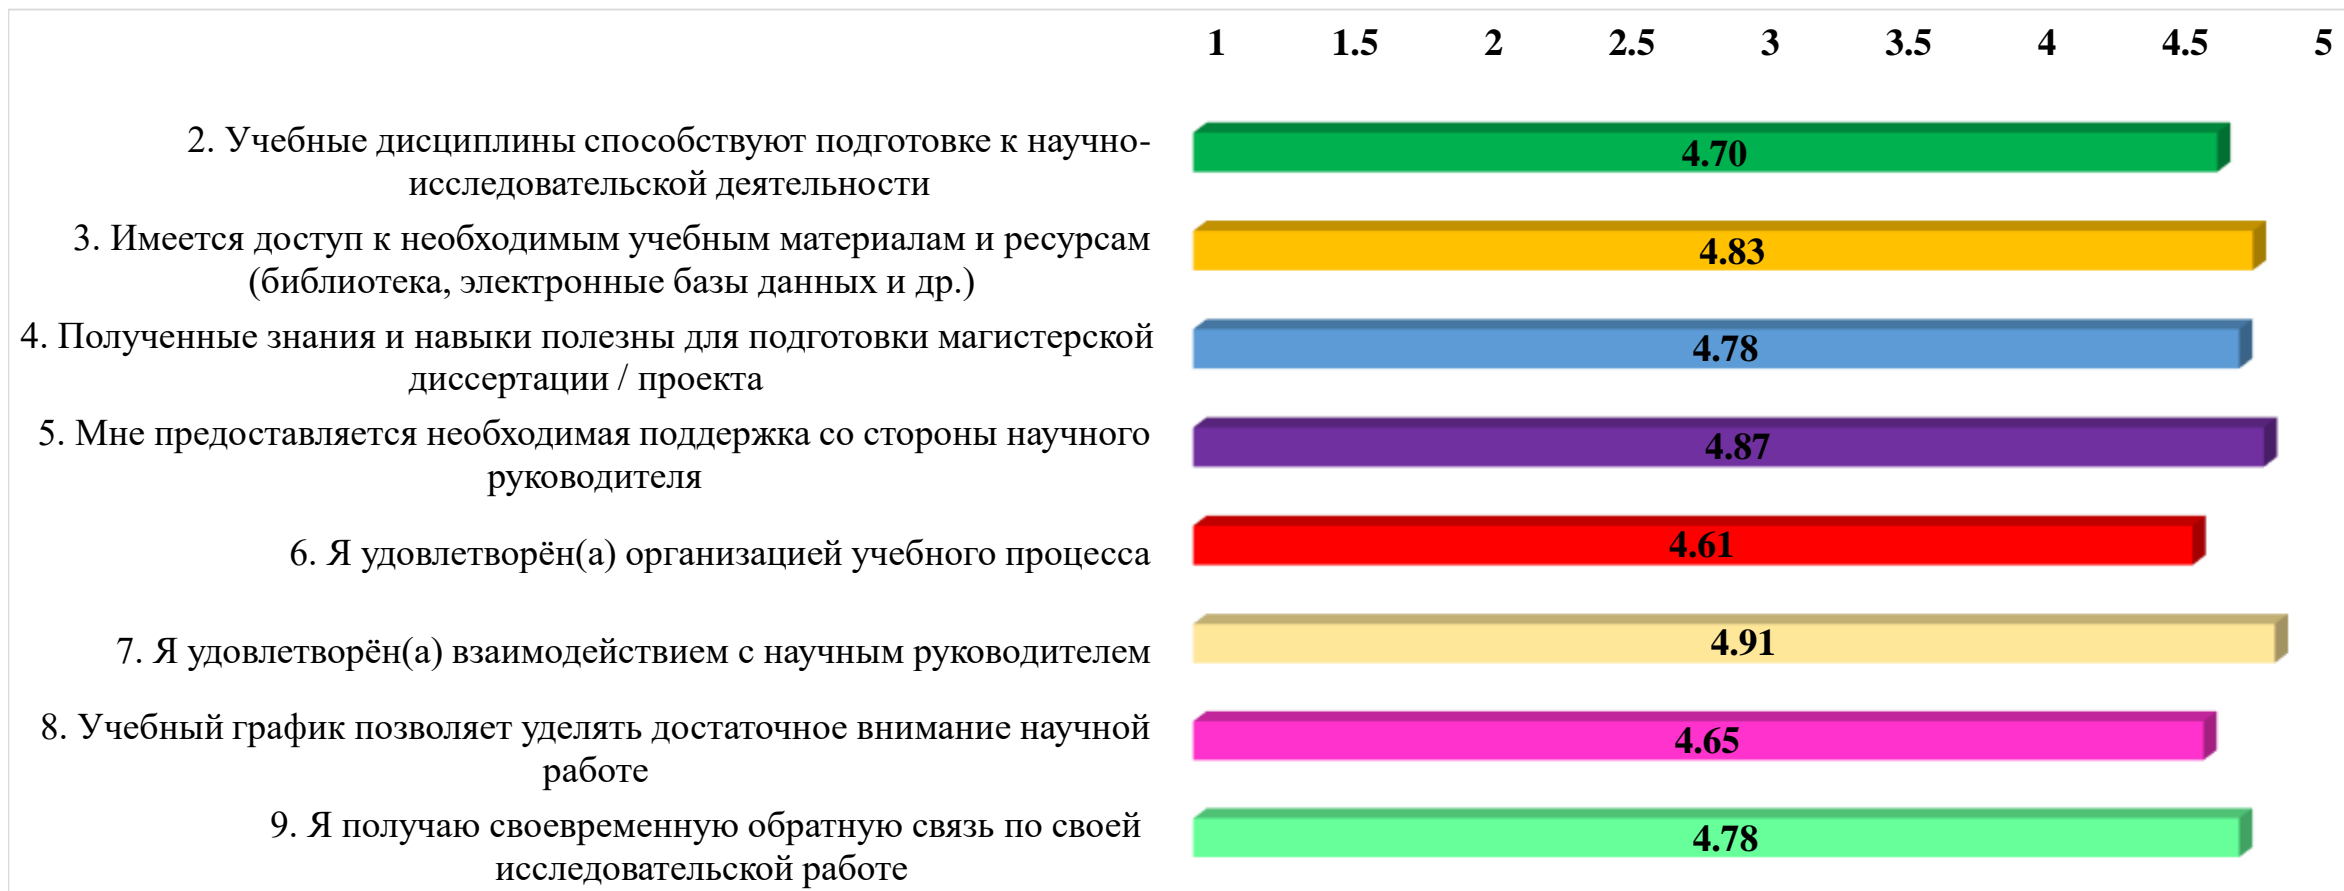 1 1.5 2 2.5 3 3.5 4 4.5 5
2. Учебные дисциплины способствуют подготовке к научно-
исследовательской деятельности
4.70
3. Имеется доступ к необходимым учебным материалам и ресурсам
(библиотека, электронные базы данных и др.)
4.83
4. Полученные знания и навыки полезны для подготовки магистерской
диссертации / проекта
4.78
5. Мне предоставляется необходимая поддержка со стороны научного
руководителя
4.87
6. Я удовлетворён(а) организацией учебного процесса
4.61
7. Я удовлетворён(а) взаимодействием с научным руководителем
4.91
8. Учебный график позволяет уделять достаточное внимание научной
работе
4.65
9. Я получаю своевременную обратную связь по своей
исследовательской работе
4.78